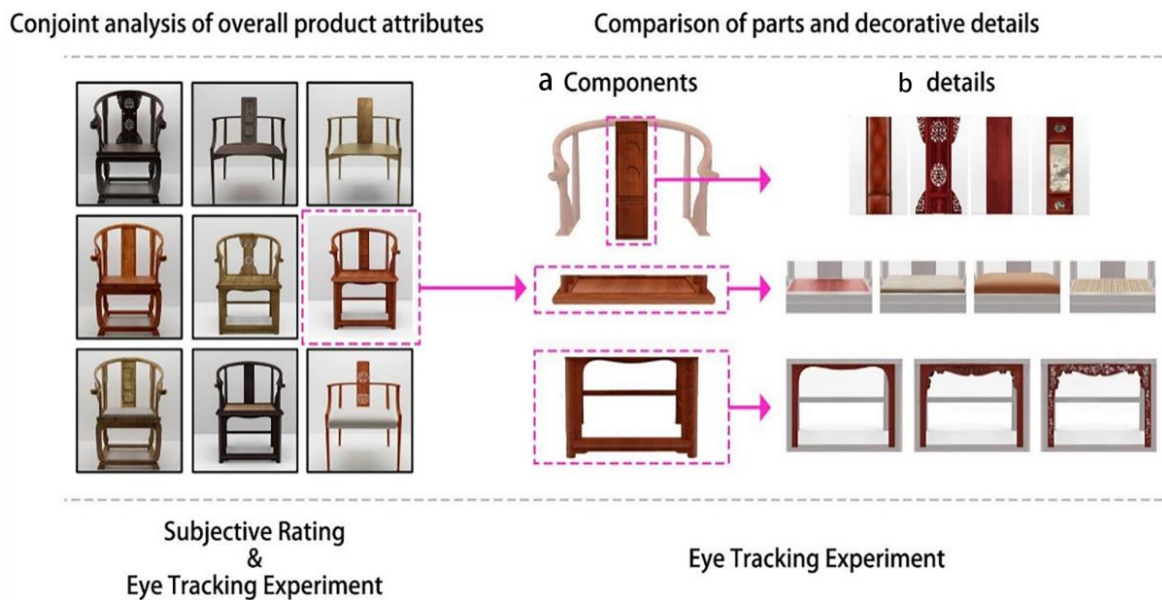 Conjoint analysis of overall product attributes
Comparison of parts and decorative details
a Components
b details
Subjective Rating
&
Eye Tracking Experiment
Eye Tracking Experiment